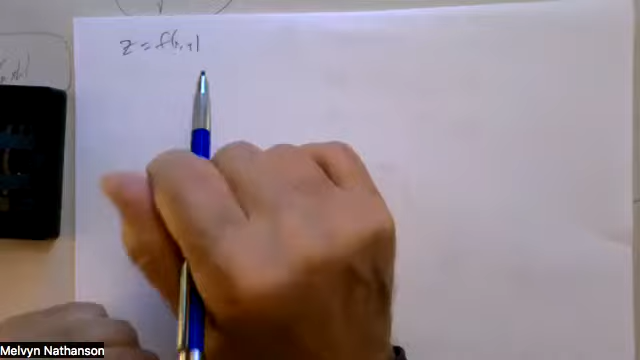 z = f(x,y)
Melvyn Nathanson